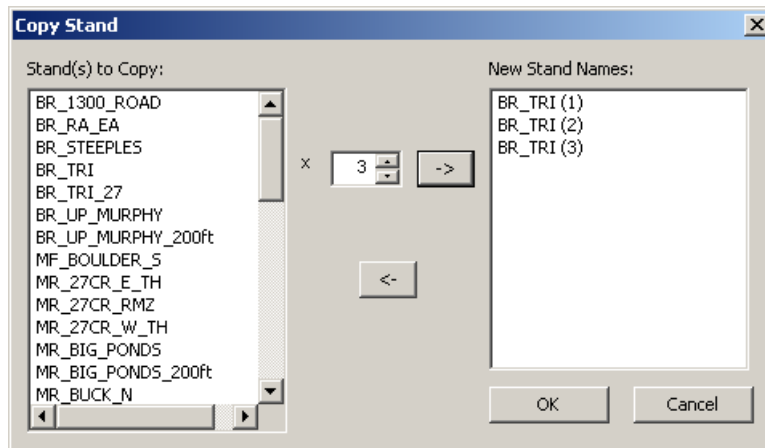 Copy Stand
Stand(s) to Copy:
BR_1300_ROAD
BR_RA_EA
BR_STEEPLES
BR_TRI
BR_TRI_27
BR_UP_MURPHY
BR_UP_MURPHY_200ft
MF_BOULDER_S
MR_27CR_E_TH
MR_27CR_RMZ
MR_27CR_W_TH
MR_BIG_PONDS
MR_BIG_PONDS_200ft
MR_BUCK_N
x 3 ->
<-
New Stand Names:
BR_TRI (1)
BR_TRI (2)
BR_TRI (3)
OK Cancel